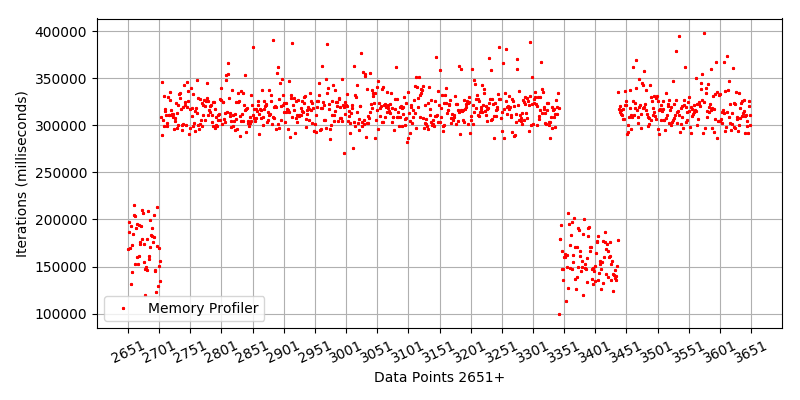 400000
350000
300000
250000
200000
150000
100000
Iterations (milliseconds)
Memory Profiler
2651 2701 2751 2801 2851 2901 2951 3001 3051 3101 3151 3201 3251 3301 3351 3401 3451 3501 3551 3601 3651
Data Points 2651+